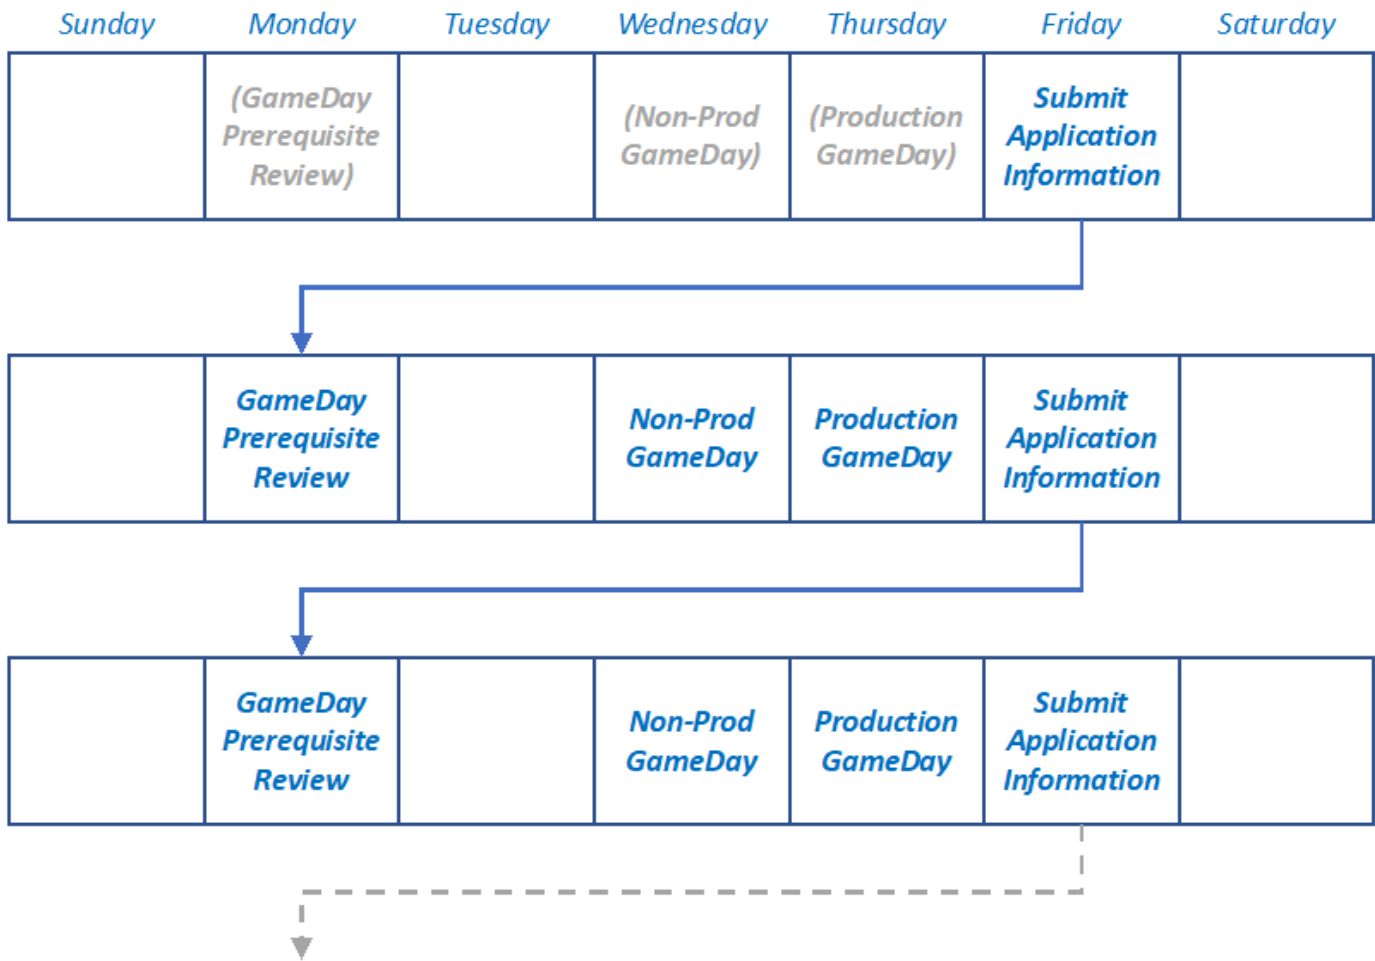 Sunday Monday Tuesday Wednesday Thursday Friday Saturday
(GameDay
Prerequisite
Review)
(Non-Prod
GameDay)
(Production
GameDay)
Submit
Application
Information
GameDay
Prerequisite
Review
Non-Prod
GameDay
Production
GameDay
Submit
Application
Information
GameDay
Prerequisite
Review
Non-Prod
GameDay
Production
GameDay
Submit
Application
Information